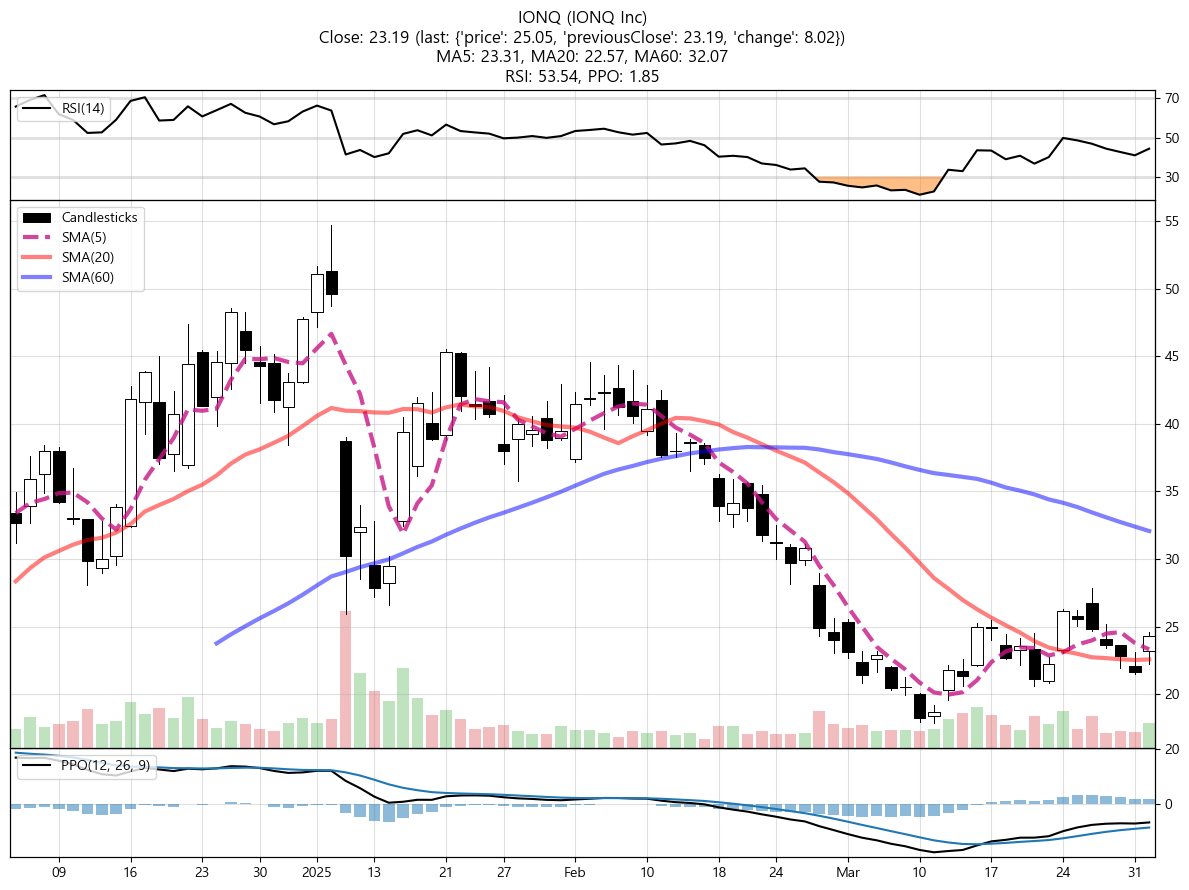 IONQ (IONQ Inc)
Close: 23.19 (last: {'price': 25.05, 'previousClose': 23.19, 'change': 8.02})
MA5: 23.31, MA20: 22.57, MA60: 32.07
RSI: 53.54, PPO: 1.85
RSI(14)
70
50
30
Candlesticks
SMA(5)
SMA(20)
SMA(60)
55
50
45
40
35
30
25
20
PPO(12, 26, 9)
20
0
09 16 23 30 2025 13 21 27 Feb 10 18 24 Mar 10 17 24 31